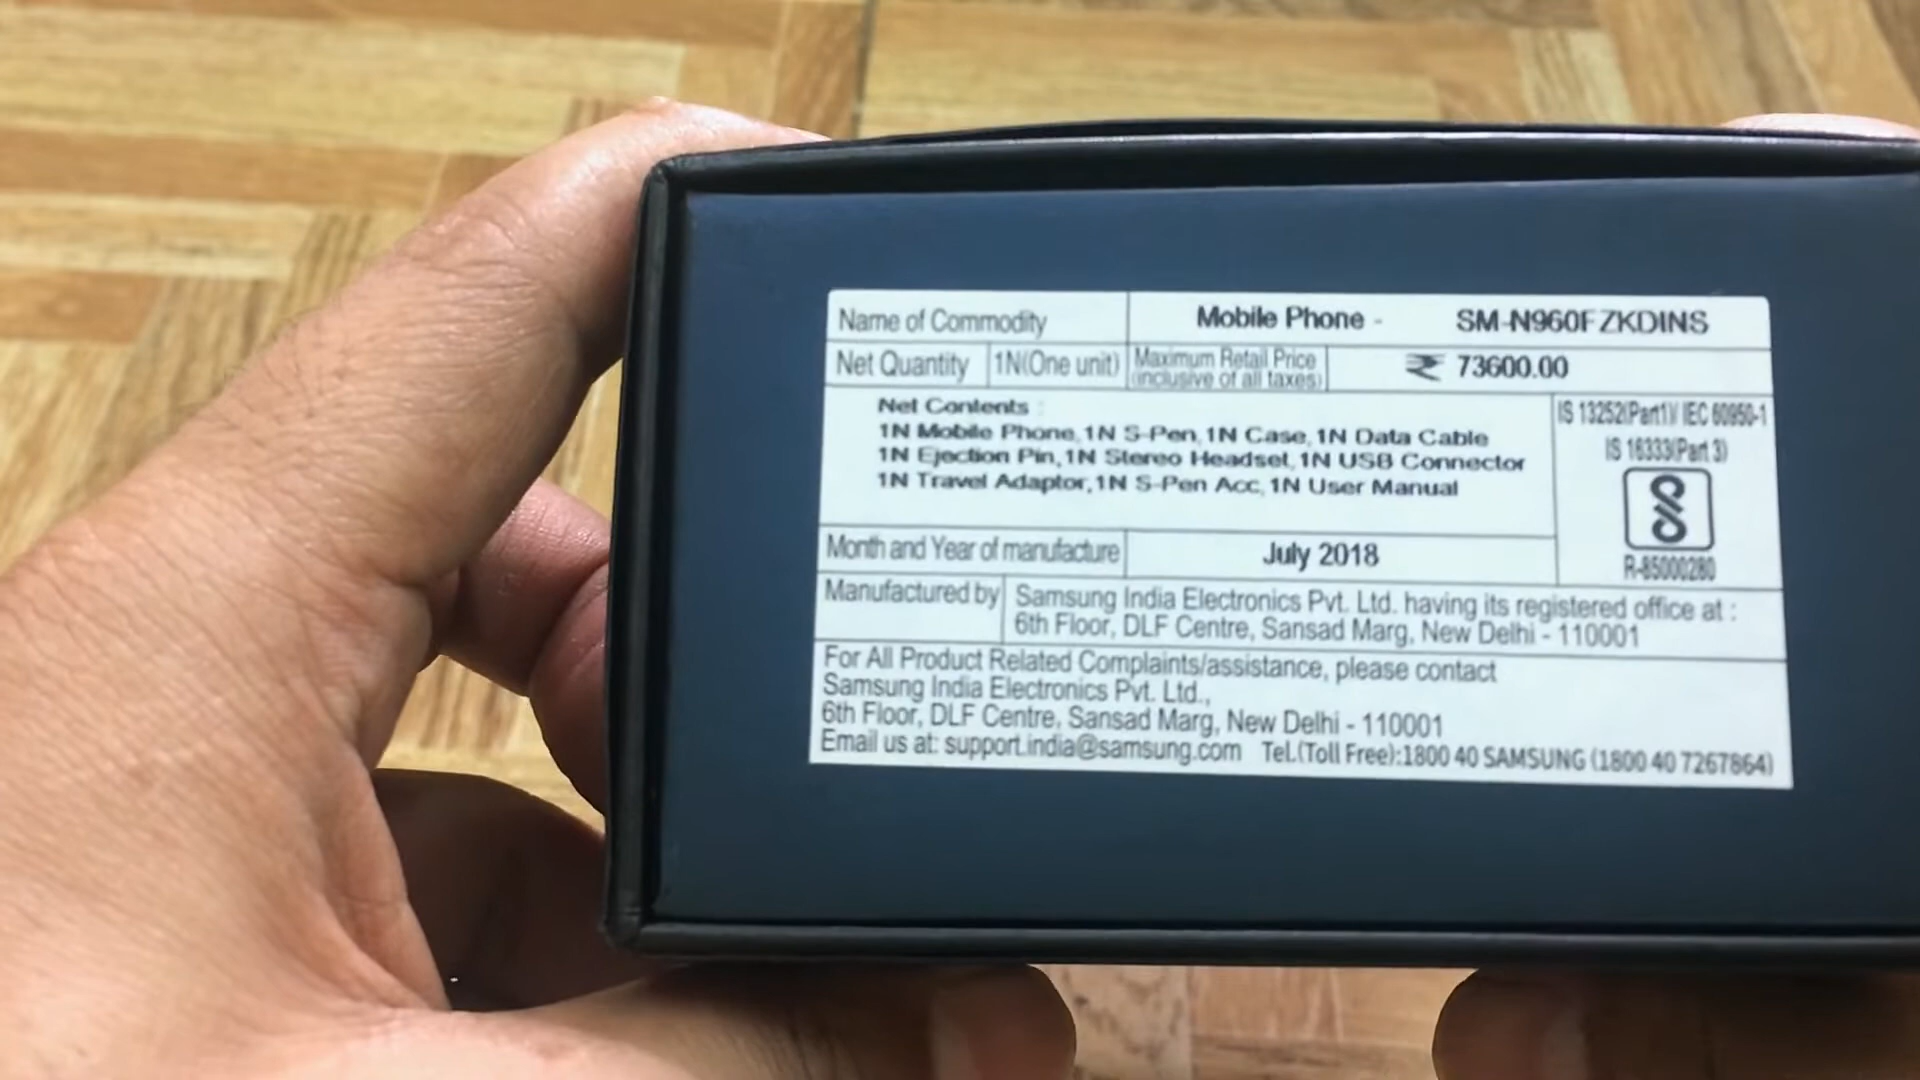 Name of Commodity Mobile Phone - SM-N960FZKDINS
Net Quantity 1N(One unit) Maximum Retail Price (inclusive of all taxes) ₹ 73600.00
Net Contents :
1N Mobile Phone, 1N S-Pen, 1N Case, 1N Data Cable
1N Ejection Pin, 1N Stereo Headset, 1N USB Connector
1N Travel Adaptor, 1N S-Pen Acc, 1N User Manual
IS 13252(Part1)/ IEC 60950-1
IS 16333(Part 3)
R-85000280
Month and Year of manufacture July 2018
Manufactured by Samsung India Electronics Pvt. Ltd. having its registered office at :
6th Floor, DLF Centre, Sansad Marg, New Delhi - 110001
For All Product Related Complaints/assistance, please contact
Samsung India Electronics Pvt. Ltd.,
6th Floor, DLF Centre, Sansad Marg, New Delhi - 110001
Email us at: support.india@samsung.com Tel.(Toll Free):1800 40 SAMSUNG (1800 40 7267864)